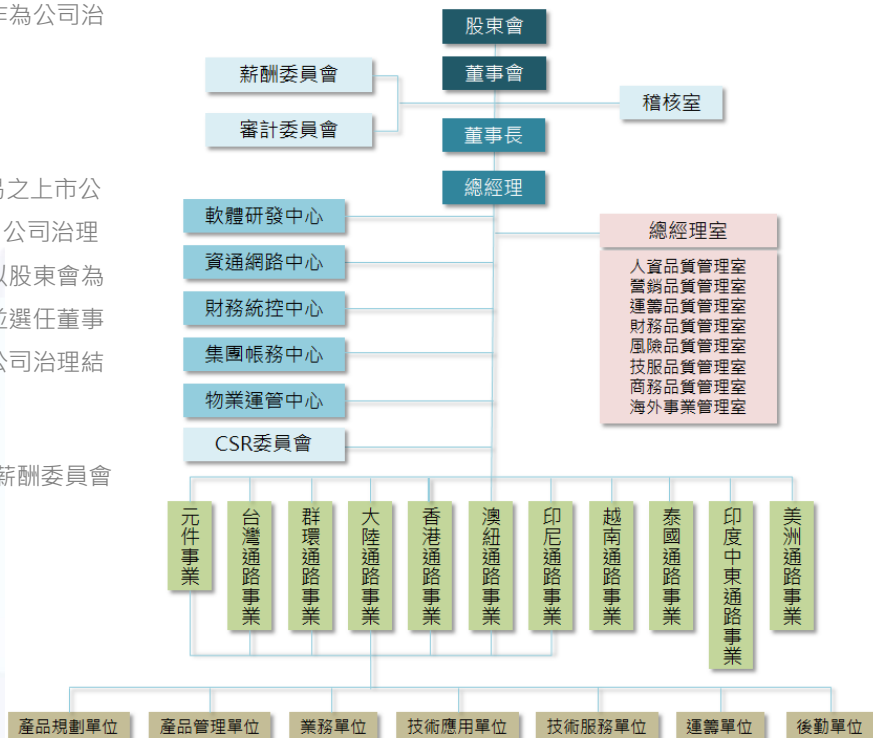 作為公司治
易之上市公
公司治理
以股東會為
並選任董事
公司治理結
薪酬委員會
股東會
董事會
薪酬委員會
審計委員會
稽核室
董事長
總經理
軟體研發中心
資通網路中心
財務統控中心
集團帳務中心
物業運管中心
CSR委員會
總經理室
人資品質管理室
營銷品質管理室
運籌品質管理室
財務品質管理室
風險品質管理室
技服品質管理室
商務品質管理室
海外事業管理室
元件事業
台灣通路事業
群環通路事業
大陸通路事業
香港通路事業
澳紐通路事業
印尼通路事業
越南通路事業
泰國通路事業
印度中東通路事業
美洲通路事業
產品規劃單位
產品管理單位
業務單位
技術應用單位
技術服務單位
運籌單位
後勤單位